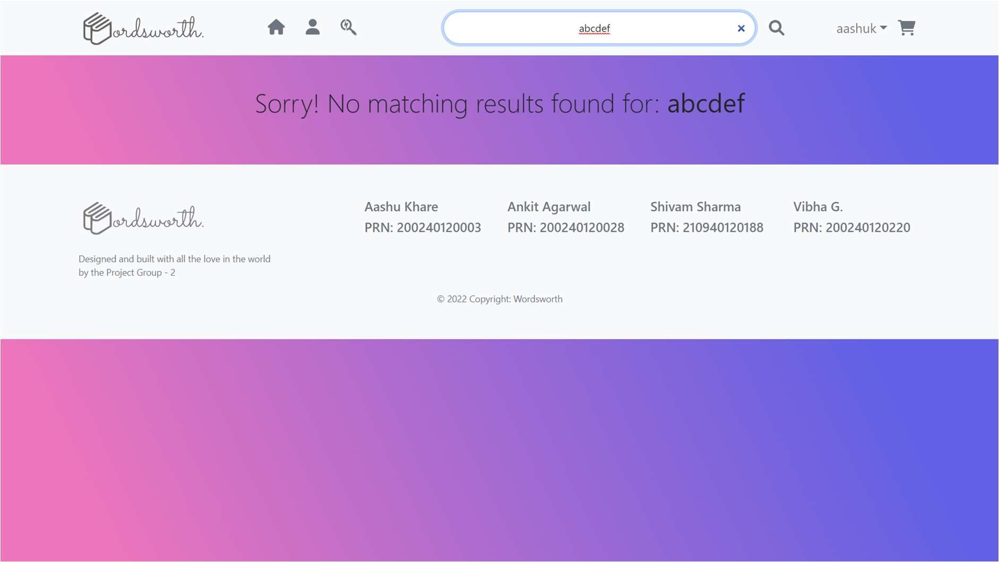 Wordsworth.
abcdef
aashuk
Sorry! No matching results found for: abcdef
Wordsworth.
Aashu Khare
PRN: 200240120003
Ankit Agarwal
PRN: 200240120028
Shivam Sharma
PRN: 210940120188
Vibha G.
PRN: 200240120220
Designed and built with all the love in the world
by the Project Group - 2
© 2022 Copyright: Wordsworth